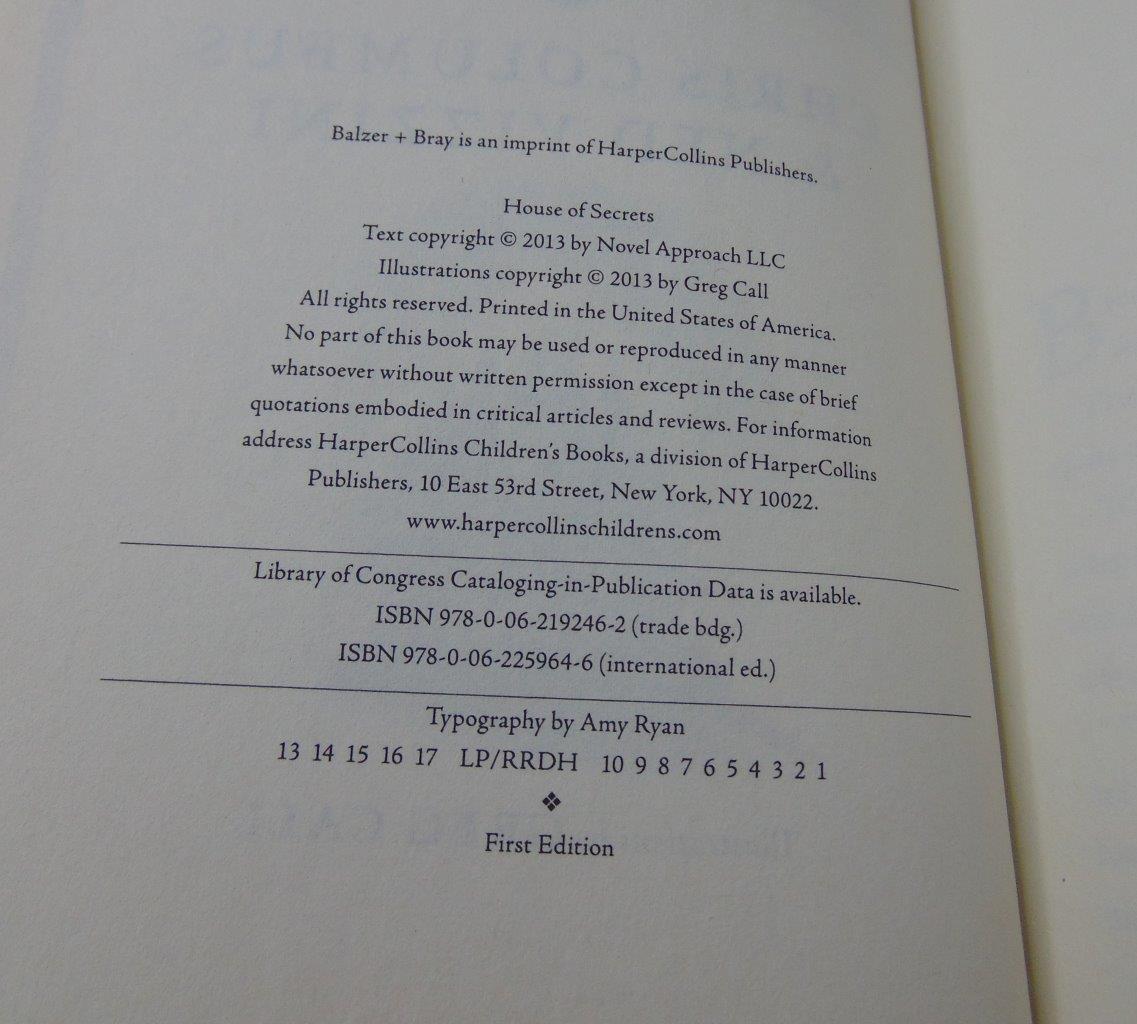 Balzer + Bray is an imprint of HarperCollins Publishers.
House of Secrets
Text copyright © 2013 by Novel Approach LLC
Illustrations copyright © 2013 by Greg Call
All rights reserved. Printed in the United States of America.
No part of this book may be used or reproduced in any manner
whatsoever without written permission except in the case of brief
quotations embodied in critical articles and reviews. For information
address HarperCollins Children's Books, a division of HarperCollins
Publishers, 10 East 53rd Street, New York, NY 10022.
www.harpercollinschildrens.com
Library of Congress Cataloging-in-Publication Data is available.
ISBN 978-0-06-219246-2 (trade bdg.)
ISBN 978-0-06-225964-6 (international ed.)
Typography by Amy Ryan
13 14 15 16 17 LP/RRDH 10 9 8 7 6 5 4 3 2 1
❖
First Edition